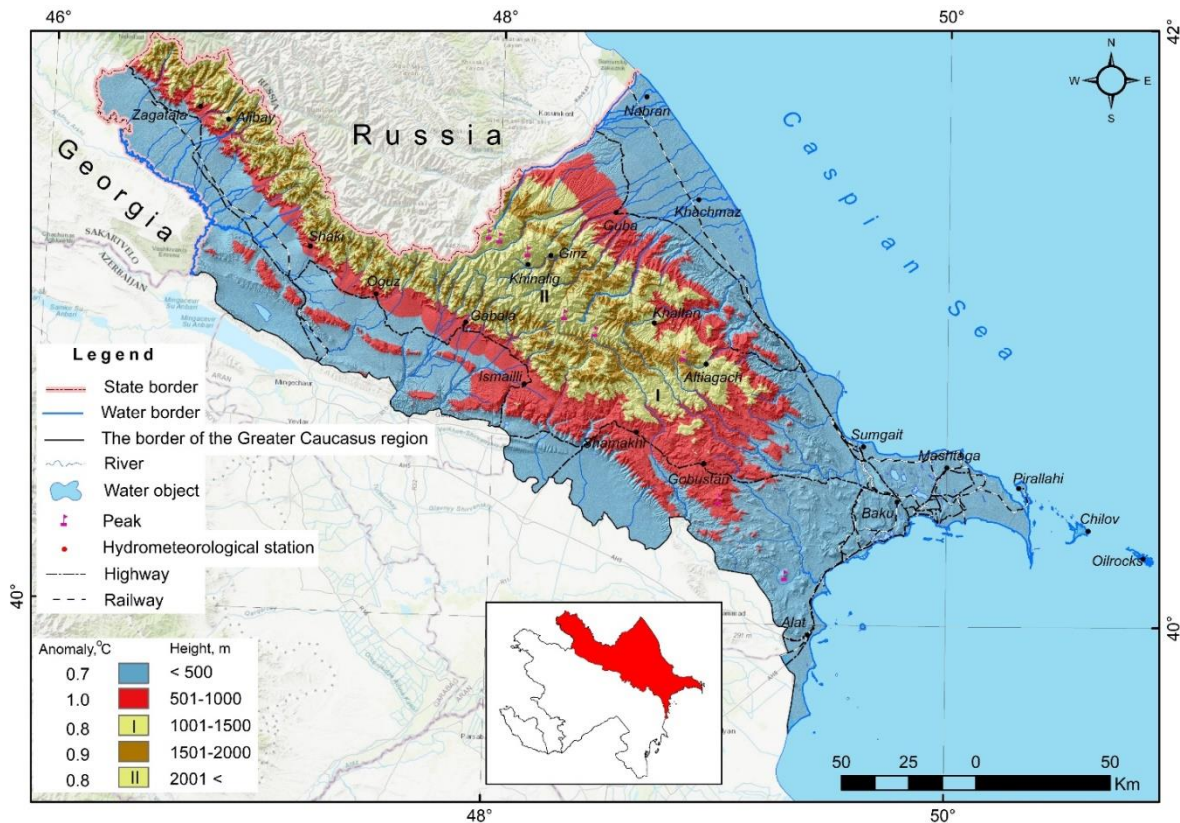 46°
48°
50°
42°
N
W E
S
Nabran
Zagatala
Alibay
Russia
RUSSIA
Georgia
Caspian Sea
Khachmaz
Guba
SAKARTVELO
AZERBAIJAN
Shaki
Giriz
Khinalig
II
Oguz
Gabala
Khaltan
Altiagach
Ismailli
I
Legend
State border
Water border
The border of the Greater Caucasus region
River
Water object
Peak
Hydrometeorological station
Highway
Railway
ARAN
Mingechaur
Shamakhi
Gobustan
Sumgait
Mashtaga
Pirallahi
Baku
Chilov
Oilrocks
Alat
40°
40°
Anomaly,°C Height, m
0.7 < 500
1.0 501-1000
0.8 I 1001-1500
0.9 1501-2000
0.8 II 2001 <
50 25 0 50
Km
48°
50°